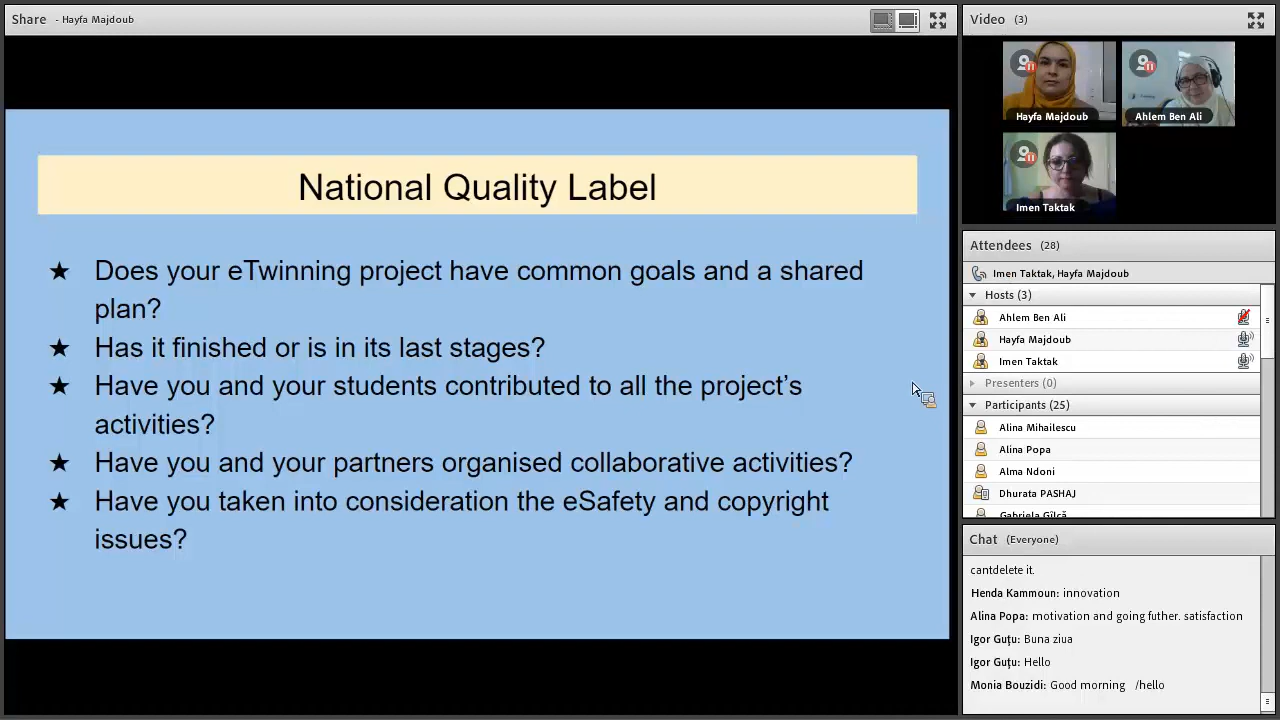 Share - Hayfa Majdoub
National Quality Label
★ Does your eTwinning project have common goals and a shared
plan?
★ Has it finished or is in its last stages?
★ Have you and your students contributed to all the project’s
activities?
★ Have you and your partners organised collaborative activities?
★ Have you taken into consideration the eSafety and copyright
issues?
Video (3)
Hayfa Majdoub
Ahlem Ben Ali
Imen Taktak
Attendees (28)
Imen Taktak, Hayfa Majdoub
Hosts (3)
Ahlem Ben Ali
Hayfa Majdoub
Imen Taktak
Presenters (0)
Participants (25)
Alina Mihailescu
Alina Popa
Alma Ndoni
Dhurata PASHAJ
Gabriela Gîlcă
Chat (Everyone)
cantdelete it.
Henda Kammoun: innovation
Alina Popa: motivation and going futher. satisfaction
Igor Guțu: Buna ziua
Igor Guțu: Hello
Monia Bouzidi: Good morning /hello